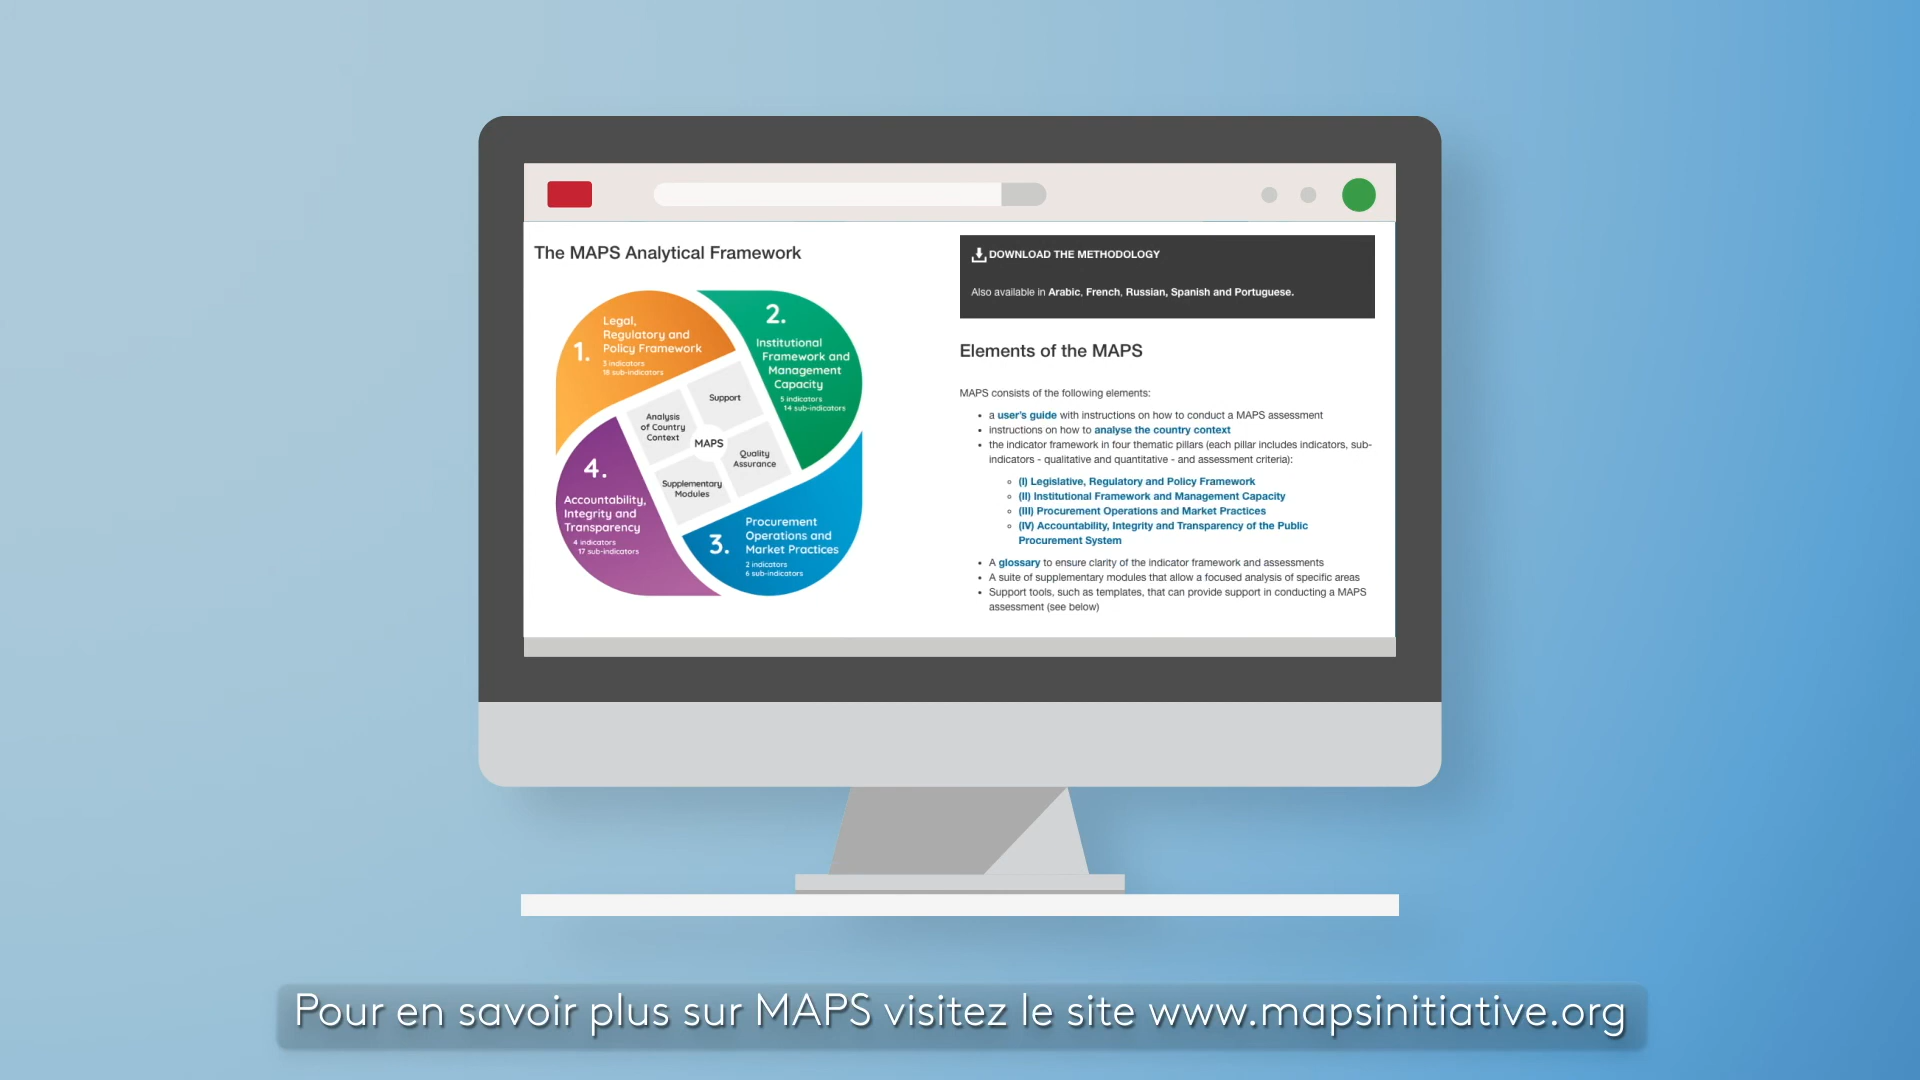 The MAPS Analytical Framework
1.
Legal,
Regulatory and
Policy Framework
3 indicators
18 sub-indicators
2.
Institutional
Framework and
Management
Capacity
5 indicators
14 sub-indicators
Analysis
of Country
Context
Support
MAPS
Quality
Assurance
Supplementary
Modules
4.
Accountability,
Integrity and
Transparency
4 indicators
17 sub-indicators
3.
Procurement
Operations and
Market Practices
2 indicators
6 sub-indicators
DOWNLOAD THE METHODOLOGY
Also available in Arabic, French, Russian, Spanish and Portuguese.
Elements of the MAPS
MAPS consists of the following elements:
• a user's guide with instructions on how to conduct a MAPS assessment
• instructions on how to analyse the country context
• the indicator framework in four thematic pillars (each pillar includes indicators, sub-
indicators - qualitative and quantitative - and assessment criteria):
◦ (I) Legislative, Regulatory and Policy Framework
◦ (II) Institutional Framework and Management Capacity
◦ (III) Procurement Operations and Market Practices
◦ (IV) Accountability, Integrity and Transparency of the Public
Procurement System
• A glossary to ensure clarity of the indicator framework and assessments
• A suite of supplementary modules that allow a focused analysis of specific areas
• Support tools, such as templates, that can provide support in conducting a MAPS
assessment (see below)
Pour en savoir plus sur MAPS visitez le site www.mapsinitiative.org